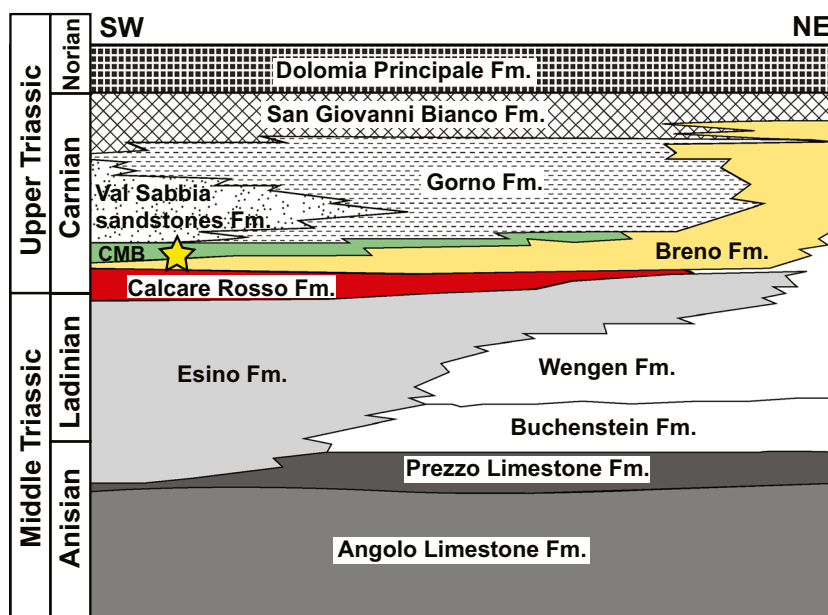 SW
NE
Upper Triassic
Middle Triassic
Norian
Carnian
Ladinian
Anisian
Dolomia Principale Fm.
San Giovanni Bianco Fm.
Val Sabbia
sandstones Fm.
Gorno Fm.
CMB
Breno Fm.
Calcare Rosso Fm.
Esino Fm.
Wengen Fm.
Buchenstein Fm.
Prezzo Limestone Fm.
Angolo Limestone Fm.